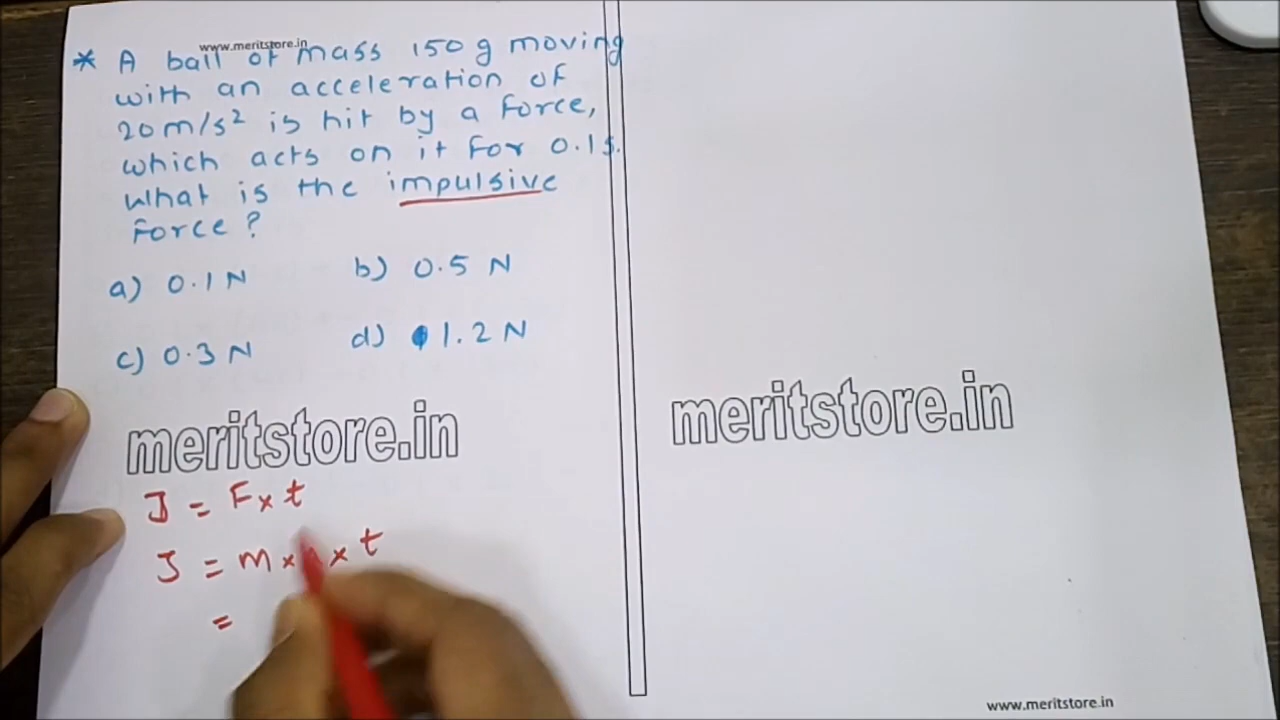 www.meritstore.in
* A ball of mass 150 g moving
with an acceleration of
20m/s² is hit by a force,
which acts on it for 0.1s.
What is the impulsive
force?
a) 0.1 N b) 0.5 N
c) 0.3 N d) 1.2 N
meritstore.in
meritstore.in
J = F x t
J = m x a x t
=
www.meritstore.in